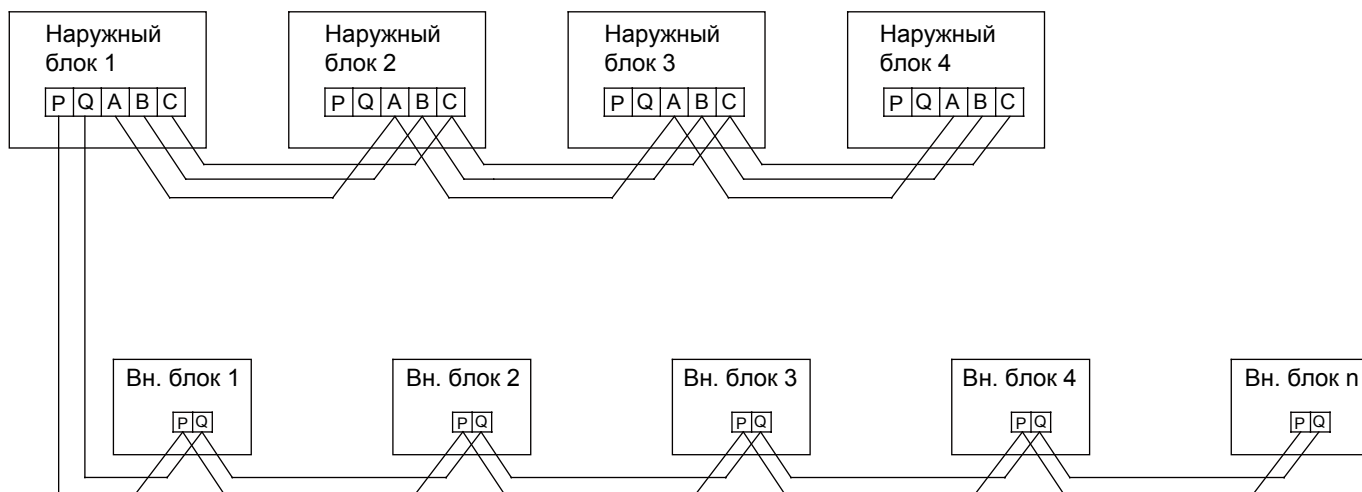 Наружный
блок 1
P Q A B C
Наружный
блок 2
P Q A B C
Наружный
блок 3
P Q A B C
Наружный
блок 4
P Q A B C
Вн. блок 1
P Q
Вн. блок 2
P Q
Вн. блок 3
P Q
Вн. блок 4
P Q
Вн. блок n
P Q